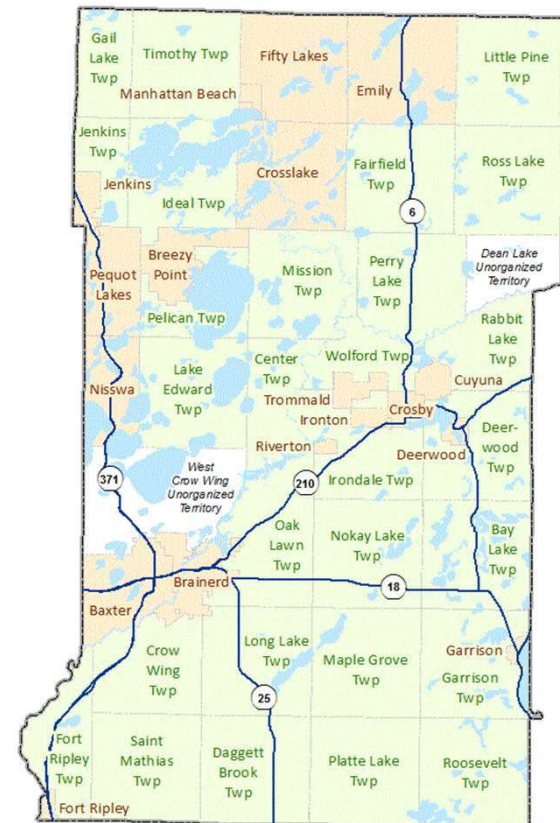 Gail
Lake
Twp
Timothy Twp
Fifty Lakes
Little Pine
Twp
Manhattan Beach
Emily
Jenkins
Twp
Crosslake
Fairfield
Twp
Ross Lake
Twp
Jenkins
Ideal Twp
6
Dean Lake
Unorganized
Territory
Breezy
Point
Pequot
Lakes
Mission
Twp
Perry
Lake
Twp
Pelican Twp
Rabbit
Lake
Twp
Wolford Twp
Center
Twp
Lake
Edward
Twp
Nisswa
Cuyuna
Trommald
Crosby
Ironton
Deer-
wood
Twp
Riverton
Deerwood
West
Crow Wing
Unorganized
Territory
371
210
Irondale Twp
Oak
Lawn
Twp
Nokay Lake
Twp
Bay
Lake
Twp
Brainerd
18
Baxter
Long Lake
Twp
Crow
Wing
Twp
Maple Grove
Twp
Garrison
Garrison
Twp
25
Fort
Ripley
Twp
Saint
Mathias
Twp
Daggett
Brook
Twp
Platte Lake
Twp
Roosevelt
Twp
Fort Ripley